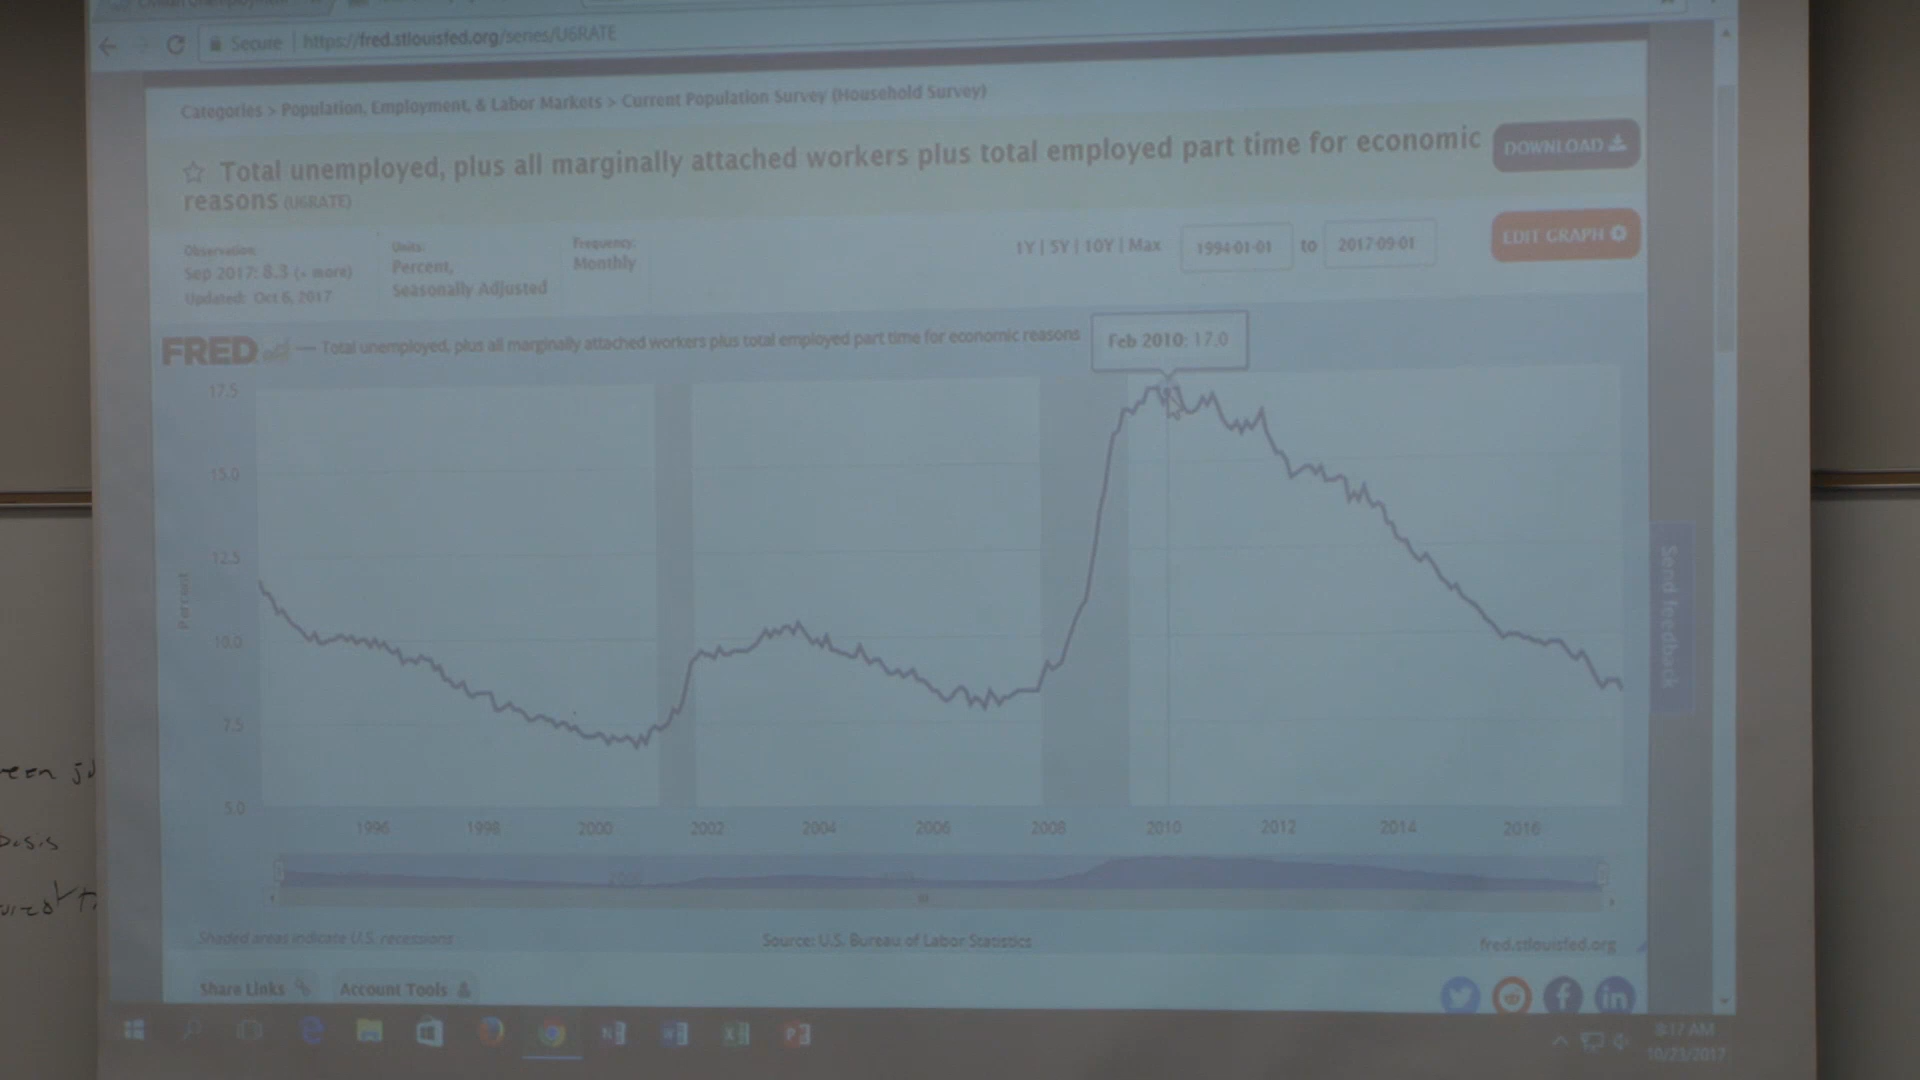 Secure | https://fred.stlouisfed.org/series/U6RATE
Categories > Population, Employment, & Labor Markets > Current Population Survey (Household Survey)
Total unemployed, plus all marginally attached workers plus total employed part time for economic
reasons (U6RATE)
DOWNLOAD
Observation:
Sep 2017: 8.3 (+ more)
Updated: Oct 6, 2017
Units:
Percent,
Seasonally Adjusted
Frequency:
Monthly
1Y | 5Y | 10Y | Max 1994-01-01 to 2017-09-01
EDIT GRAPH
FRED — Total unemployed, plus all marginally attached workers plus total employed part time for economic reasons
Feb 2010: 17.0
17.5
15.0
12.5
10.0
7.5
5.0
Percent
1996 1998 2000 2002 2004 2006 2008 2010 2012 2014 2016
Send feedback
Shaded areas indicate U.S. recessions
Source: U.S. Bureau of Labor Statistics
fred.stlouisfed.org
Share Links
Account Tools
8:17 AM
10/23/2017